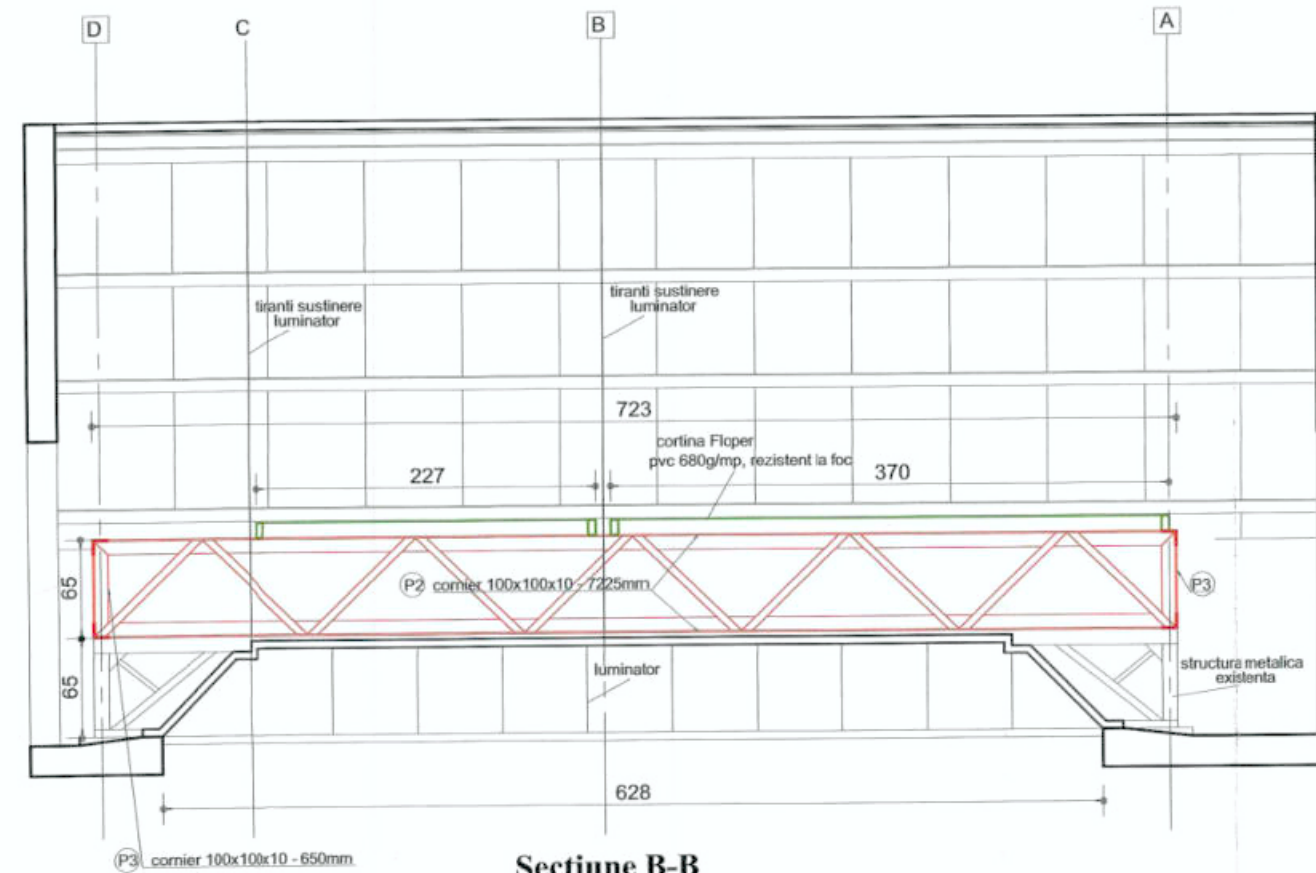 D
C
B
A
tiranti sustinere
luminator
tiranti sustinere
luminator
723
cortina Floper
pvc 680g/mp, rezistent la foc
227
370
65
P2 cornier 100x100x10 - 7225mm
P3
65
luminator
structura metalica
existenta
628
P3 cornier 100x100x10 - 650mm
Sectiune B-B